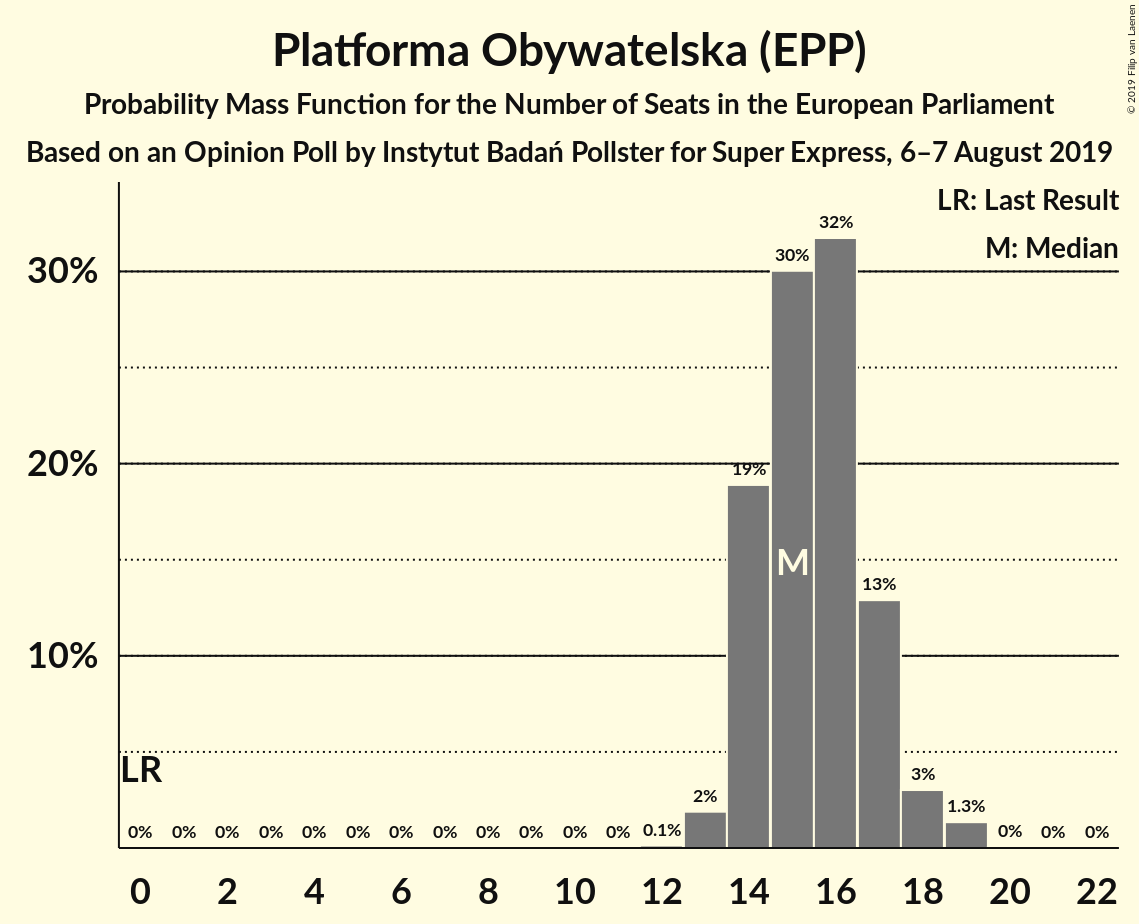 Platforma Obywatelska (EPP)
Probability Mass Function for the Number of Seats in the European Parliament
Based on an Opinion Poll by Instytut Badań Pollster for Super Express, 6–7 August 2019
© 2019 Filip van Laenen
LR: Last Result
M: Median
30%
20%
10%
LR
M
0% 0% 0% 0% 0% 0% 0% 0% 0% 0% 0% 0% 0.1% 2% 19% 30% 32% 13% 3% 1.3% 0% 0% 0%
0 2 4 6 8 10 12 14 16 18 20 22